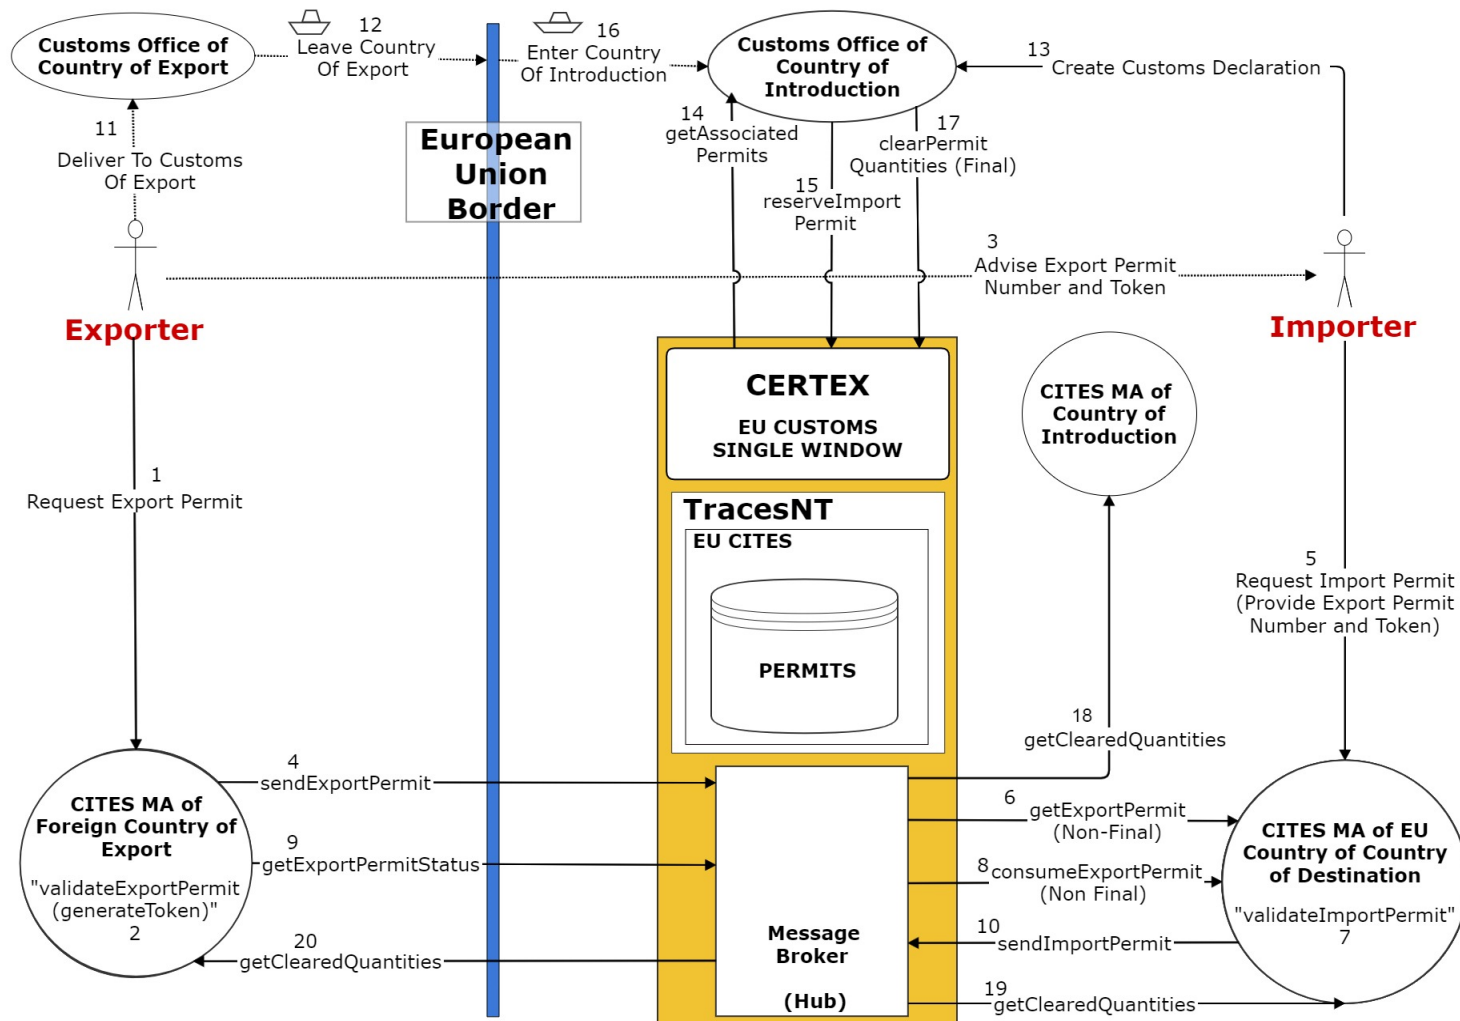 Customs Office of
Country of Export
12
Leave Country
Of Export
16
Enter Country
Of Introduction
Customs Office of
Country of
Introduction
13
Create Customs Declaration
11
Deliver To Customs
Of Export
European
Union
Border
14
getAssociated
Permits
17
clearPermit
Quantities (Final)
15
reserveImport
Permit
3
Advise Export Permit
Number and Token
Exporter
Importer
CERTEX
EU CUSTOMS
SINGLE WINDOW
CITES MA of
Country of
Introduction
1
Request Export Permit
TracesNT
EU CITES
PERMITS
5
Request Import Permit
(Provide Export Permit
Number and Token)
18
getClearedQuantities
4
sendExportPermit
6
getExportPermit
(Non-Final)
CITES MA of
Foreign Country of
Export
"validateExportPermit
(generateToken)"
2
9
getExportPermitStatus
8
consumeExportPermit
(Non Final)
CITES MA of EU
Country of Country
of Destination
"validateImportPermit"
7
20
getClearedQuantities
Message
Broker
(Hub)
10
sendImportPermit
19
getClearedQuantities